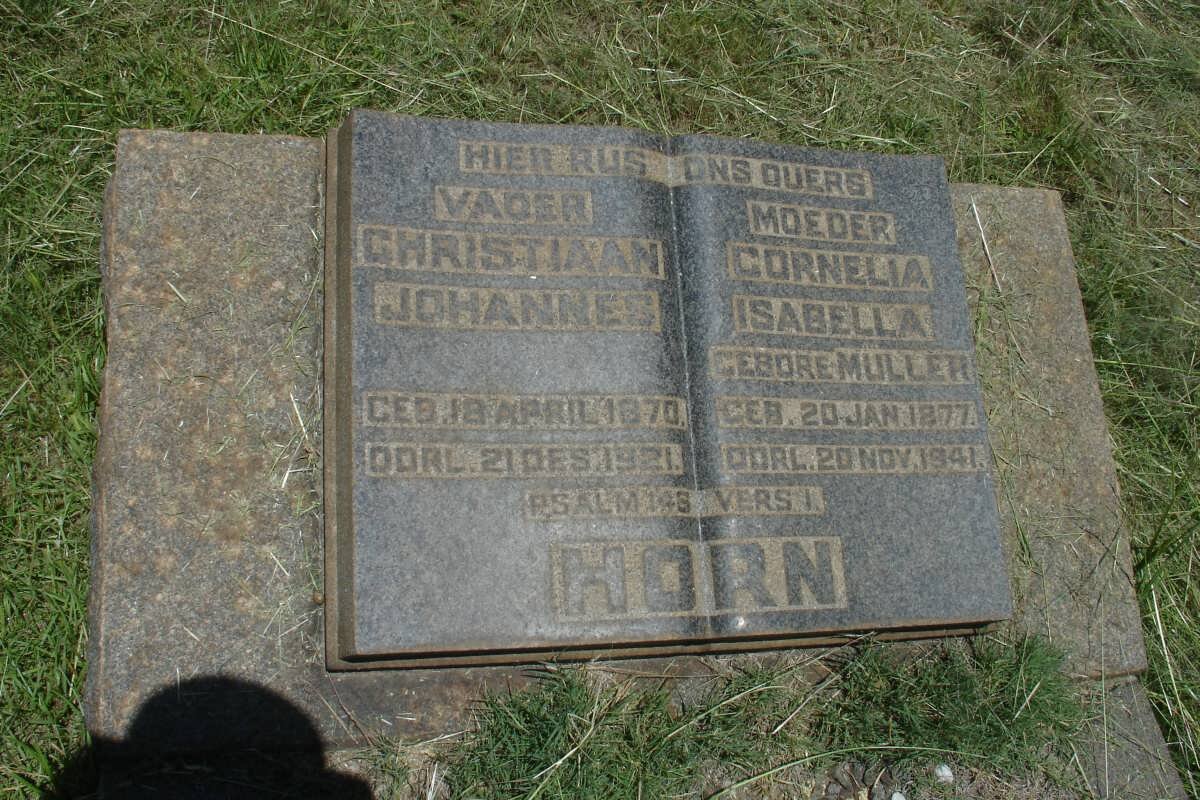 HIER RUS ONS OUERS
VADER
CHRISTIAAN
JOHANNES
GEB. 18 APRIL 1870.
OORL. 21 DES. 1921.
MOEDER
CORNELIA
ISABELLA
GEBORE MULLER
GEB. 20 JAN. 1877.
OORL. 20 NOV. 1941.
PSALM 146 VERS 1.
HORN